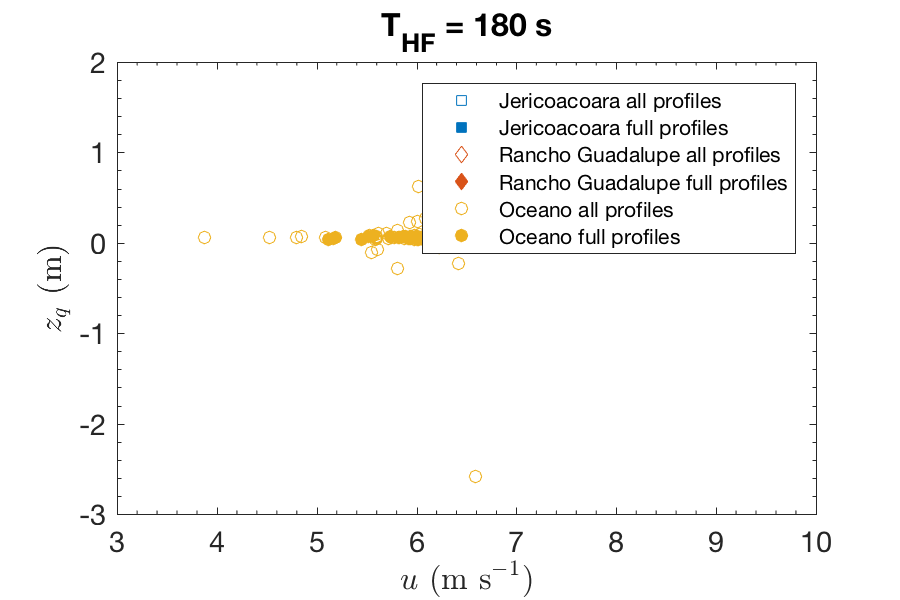 T_HF = 180 s
2
1
0
-1
-2
-3
z_q (m)
Jericoacoara all profiles
Jericoacoara full profiles
Rancho Guadalupe all profiles
Rancho Guadalupe full profiles
Oceano all profiles
Oceano full profiles
3 4 5 6 7 8 9 10
u (m s⁻¹)